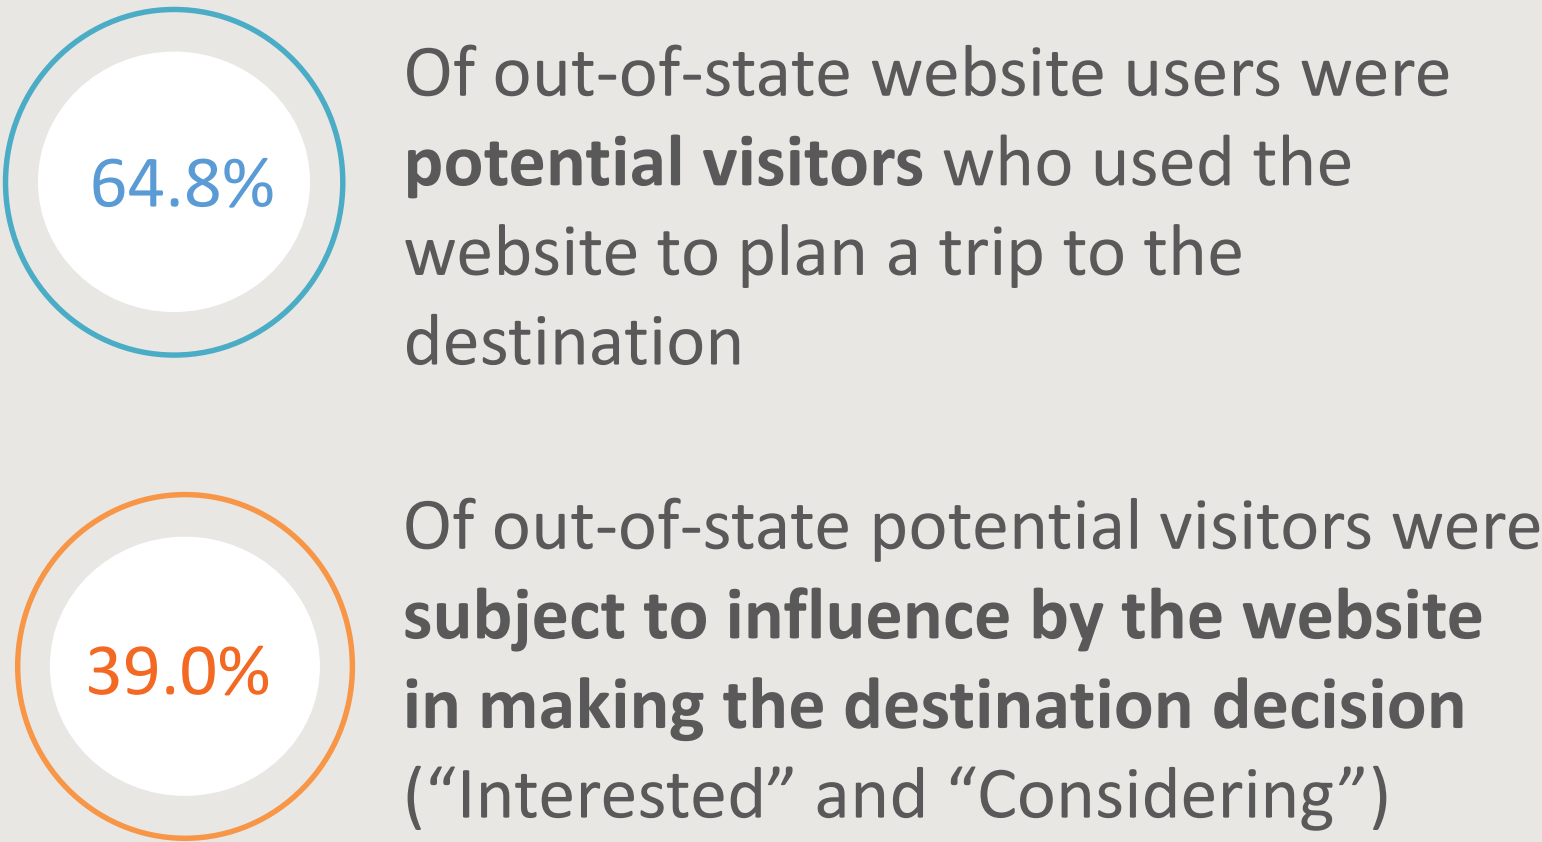 64.8%
Of out-of-state website users were
potential visitors who used the
website to plan a trip to the
destination
39.0%
Of out-of-state potential visitors were
subject to influence by the website
in making the destination decision
(“Interested” and “Considering”)